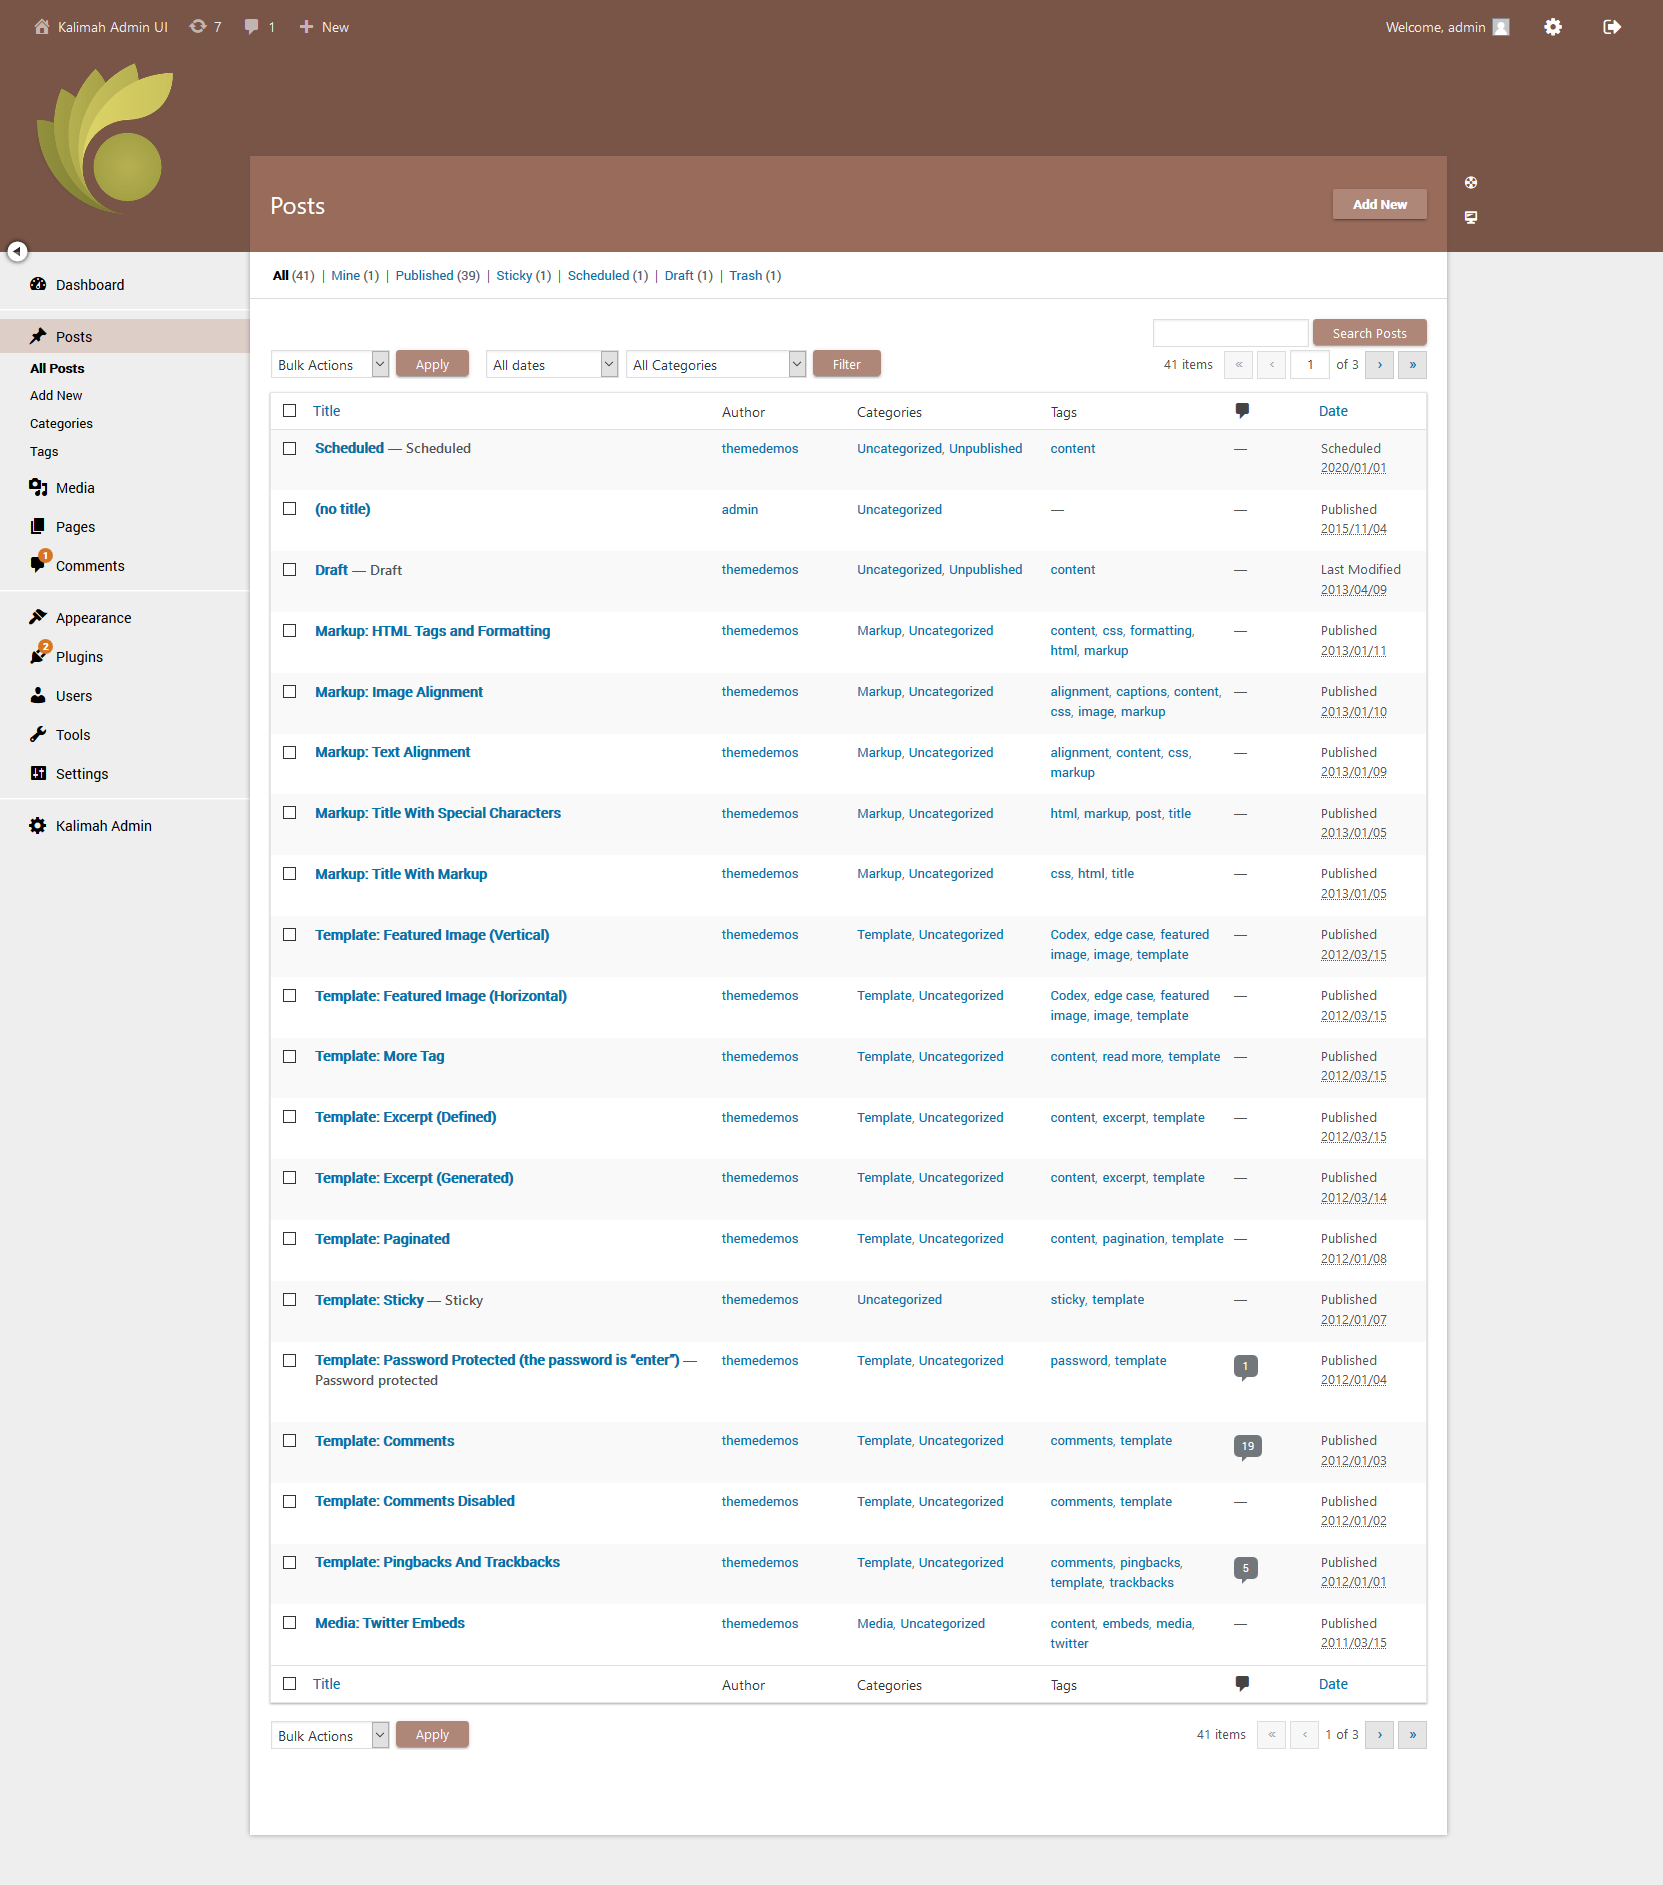 Kalimah Admin UI 7 1 New Welcome, admin
Posts Add New
All (41) | Mine (1) | Published (39) | Sticky (1) | Scheduled (1) | Draft (1) | Trash (1)
Dashboard
Posts
All Posts
Add New
Categories
Tags
Media
Pages
1
Comments
Appearance
2
Plugins
Users
Tools
Settings
Kalimah Admin
Search Posts
Bulk Actions Apply All dates All Categories Filter 41 items « ‹ 1 of 3 › »
Title Author Categories Tags Date
Scheduled — Scheduled themedemos Uncategorized, Unpublished content — Scheduled
2020/01/01
(no title) admin Uncategorized — — Published
2015/11/04
Draft — Draft themedemos Uncategorized, Unpublished content — Last Modified
2013/04/09
Markup: HTML Tags and Formatting themedemos Markup, Uncategorized content, css, formatting, — Published
html, markup 2013/01/11
Markup: Image Alignment themedemos Markup, Uncategorized alignment, captions, content, — Published
css, image, markup 2013/01/10
Markup: Text Alignment themedemos Markup, Uncategorized alignment, content, css, — Published
markup 2013/01/09
Markup: Title With Special Characters themedemos Markup, Uncategorized html, markup, post, title — Published
2013/01/05
Markup: Title With Markup themedemos Markup, Uncategorized css, html, title — Published
2013/01/05
Template: Featured Image (Vertical) themedemos Template, Uncategorized Codex, edge case, featured — Published
image, image, template 2012/03/15
Template: Featured Image (Horizontal) themedemos Template, Uncategorized Codex, edge case, featured — Published
image, image, template 2012/03/15
Template: More Tag themedemos Template, Uncategorized content, read more, template — Published
2012/03/15
Template: Excerpt (Defined) themedemos Template, Uncategorized content, excerpt, template — Published
2012/03/15
Template: Excerpt (Generated) themedemos Template, Uncategorized content, excerpt, template — Published
2012/03/14
Template: Paginated themedemos Template, Uncategorized content, pagination, template — Published
2012/01/08
Template: Sticky — Sticky themedemos Uncategorized sticky, template — Published
2012/01/07
Template: Password Protected (the password is “enter”) — themedemos Template, Uncategorized password, template 1 Published
Password protected 2012/01/04
Template: Comments themedemos Template, Uncategorized comments, template 19 Published
2012/01/03
Template: Comments Disabled themedemos Template, Uncategorized comments, template — Published
2012/01/02
Template: Pingbacks And Trackbacks themedemos Template, Uncategorized comments, pingbacks, 5 Published
template, trackbacks 2012/01/01
Media: Twitter Embeds themedemos Media, Uncategorized content, embeds, media, — Published
twitter 2011/03/15
Title Author Categories Tags Date
Bulk Actions Apply 41 items « ‹ 1 of 3 › »